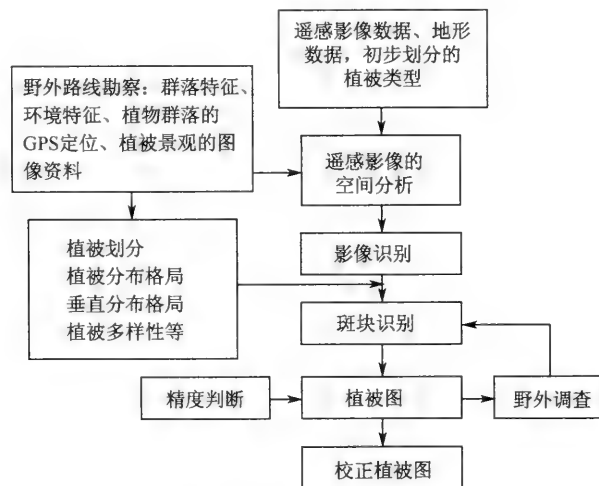 遥感影像数据、地形
数据，初步划分的
植被类型
野外路线勘察：群落特征、
环境特征、植物群落的
GPS定位、植被景观的图
像资料
遥感影像的
空间分析
植被划分
植被分布格局
垂直分布格局
植被多样性等
影像识别
斑块识别
精度判断
植被图
野外调查
校正植被图